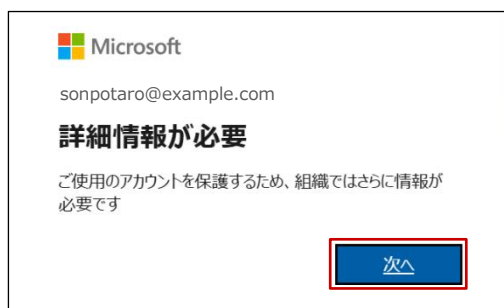 Microsoft
sonpotaro@example.com
詳細情報が必要
ご使用のアカウントを保護するため、組織ではさらに情報が
必要です
次へ